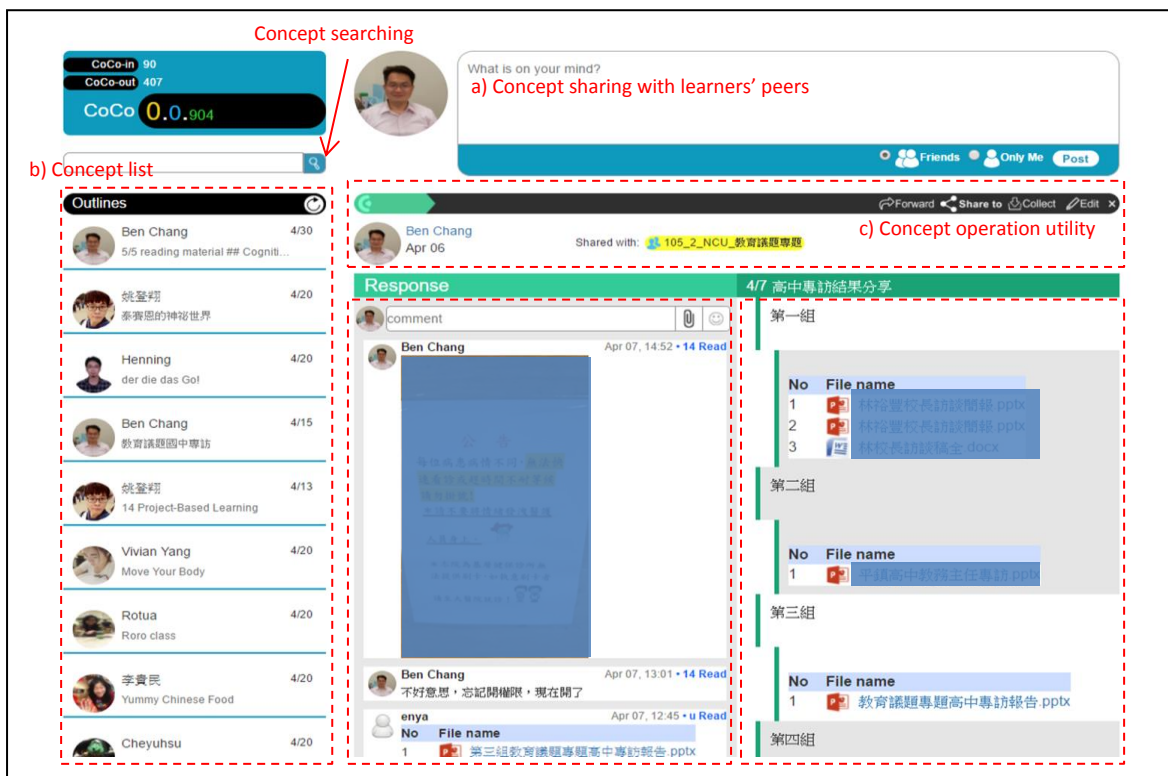 Concept searching
CoCo-in 90
CoCo-out 407
CoCo 0.0.904
What is on your mind?
a) Concept sharing with learners' peers
Friends Only Me Post
b) Concept list
Outlines
Ben Chang 4/30
5/5 reading material ## Cogniti...
姚登翔 4/20
泰賽恩的神祕世界
Henning 4/20
der die das Go!
Ben Chang 4/15
教育議題國中專訪
姚登翔 4/13
14 Project-Based Learning
Vivian Yang 4/20
Move Your Body
Rotua 4/20
Roro class
李貴民 4/20
Yummy Chinese Food
Cheyuhsu 4/20
Forward Share to Collect Edit ×
Ben Chang
Apr 06
Shared with: 105_2_NCU_教育議題專題
c) Concept operation utility
Response
comment
Ben Chang Apr 07, 14:52 • 14 Read
公 告
Ben Chang Apr 07, 13:01 • 14 Read
不好意思，忘記開權限，現在開了
enya Apr 07, 12:45 • u Read
No File name
1 第三組教育議題專題高中專訪報告.pptx
4/7 高中專訪結果分享
第一組
No File name
1 林裕豐校長訪談簡報.pptx
2 林裕豐校長訪談簡報.pptx
3 林校長訪談稿全.docx
第二組
No File name
1 平鎮高中教務主任專訪.pptx
第三組
No File name
1 教育議題專題高中專訪報告.pptx
第四組